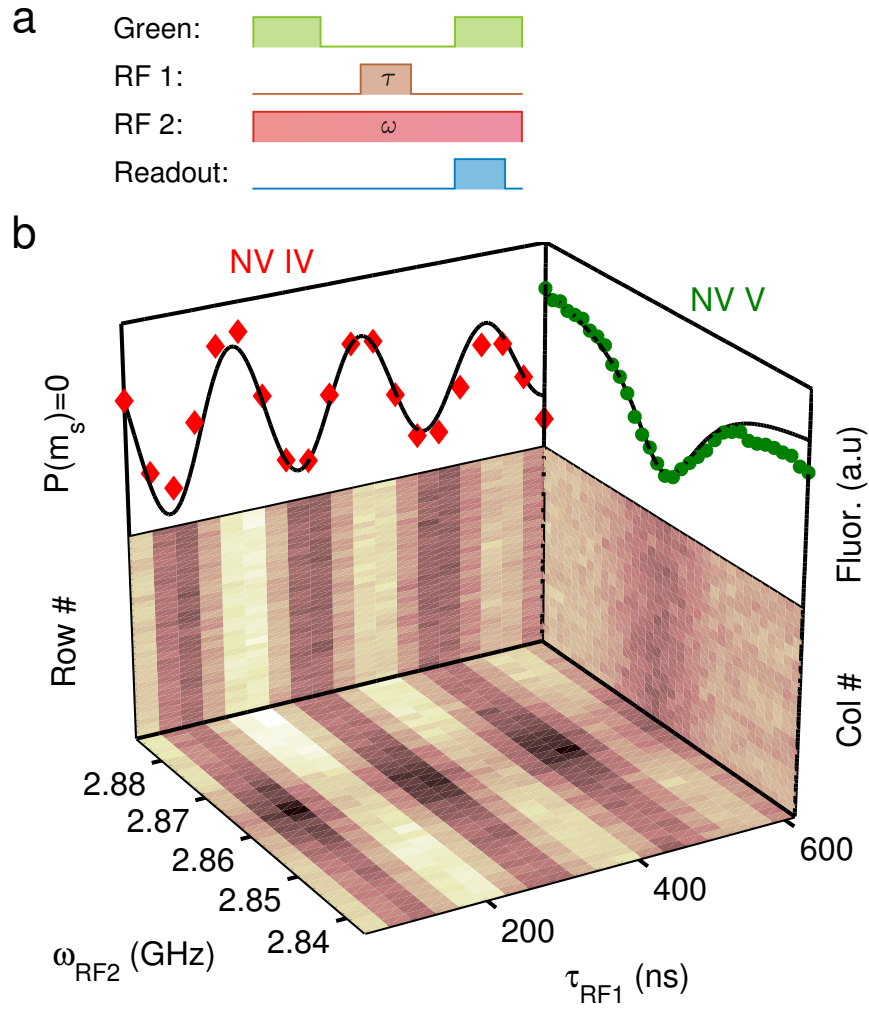 a
Green:
RF 1:
τ
RF 2:
ω
Readout:
b
NV IV
NV V
P(m_s)=0
Fluor. (a.u)
Row #
Col #
2.88
2.87
2.86
2.85
2.84
600
400
200
ω_RF2 (GHz)
τ_RF1 (ns)